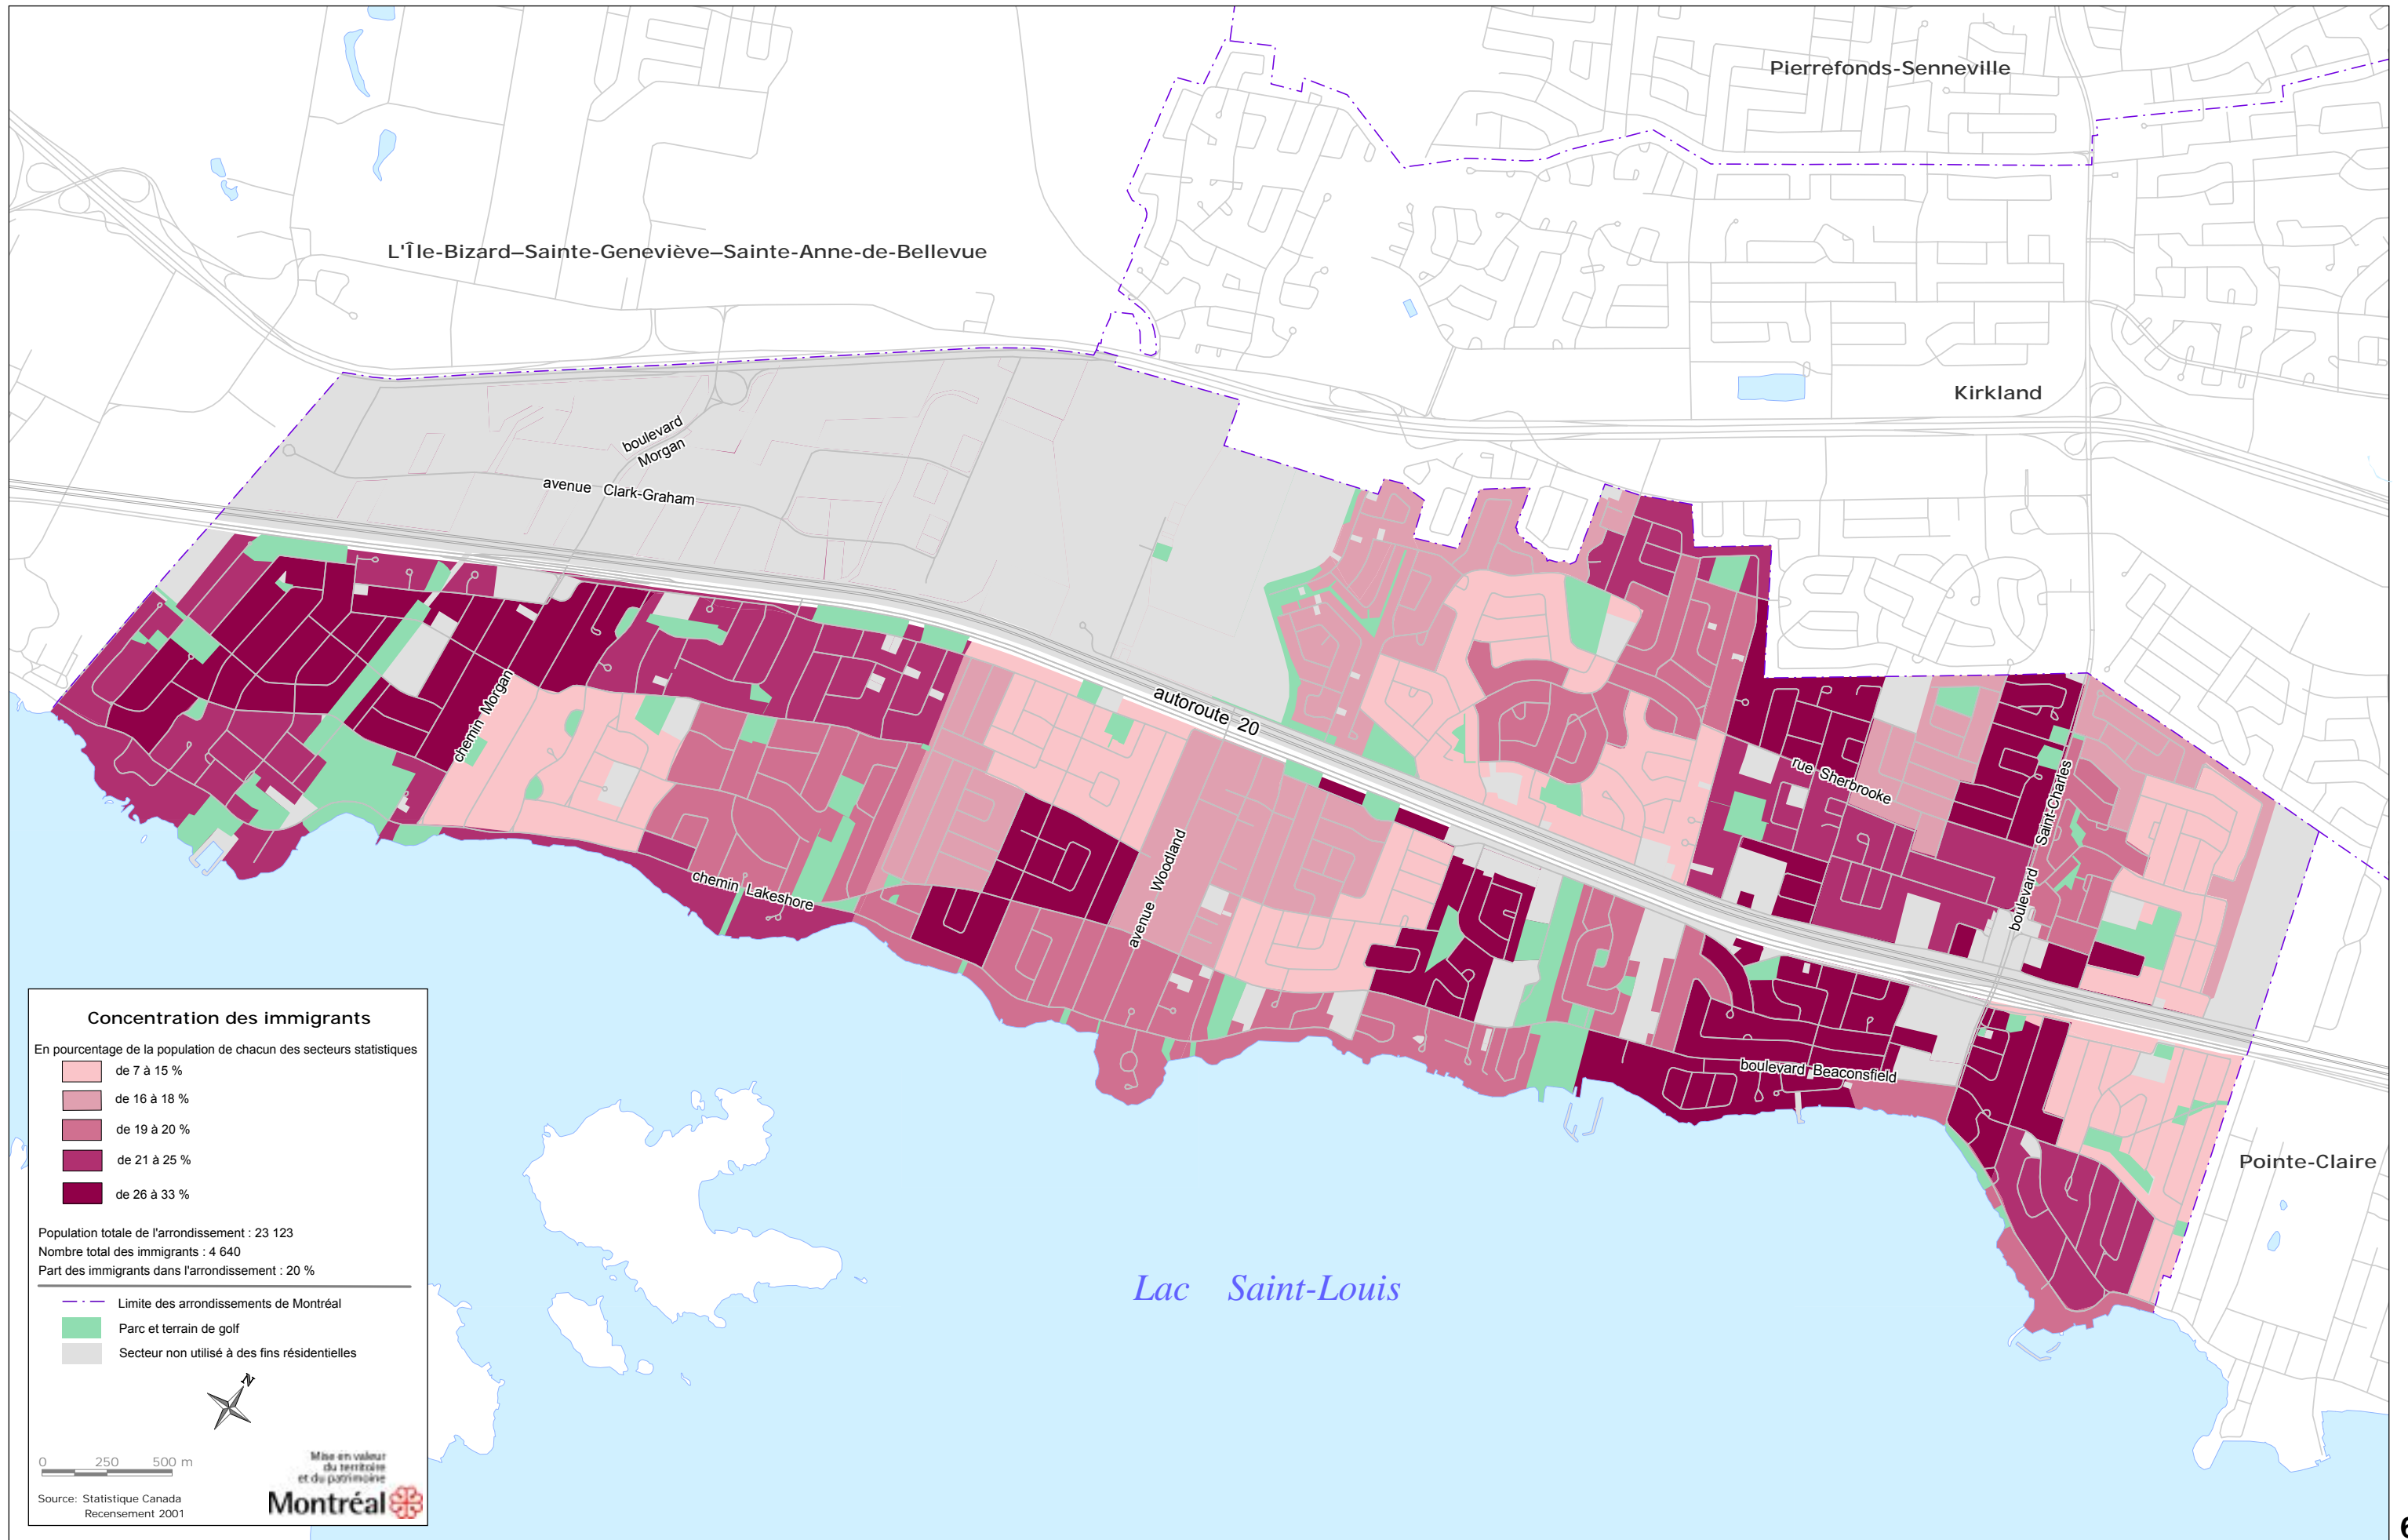 Pierrefonds-Senneville
L'Île-Bizard–Sainte-Geneviève–Sainte-Anne-de-Bellevue
Kirkland
boulevard
Morgan
avenue Clark-Graham
autoroute 20
chemin Morgan
rue Sherbrooke
boulevard Saint-Charles
avenue Woodland
chemin Lakeshore
boulevard Beaconsfield
Pointe-Claire
Lac Saint-Louis
Concentration des immigrants
En pourcentage de la population de chacun des secteurs statistiques
de 7 à 15 %
de 16 à 18 %
de 19 à 20 %
de 21 à 25 %
de 26 à 33 %
Population totale de l'arrondissement : 23 123
Nombre total des immigrants : 4 640
Part des immigrants dans l'arrondissement : 20 %
Limite des arrondissements de Montréal
Parc et terrain de golf
Secteur non utilisé à des fins résidentielles
N
0 250 500 m
Mise en valeur
du territoire
et du patrimoine
Montréal
Source: Statistique Canada
Recensement 2001